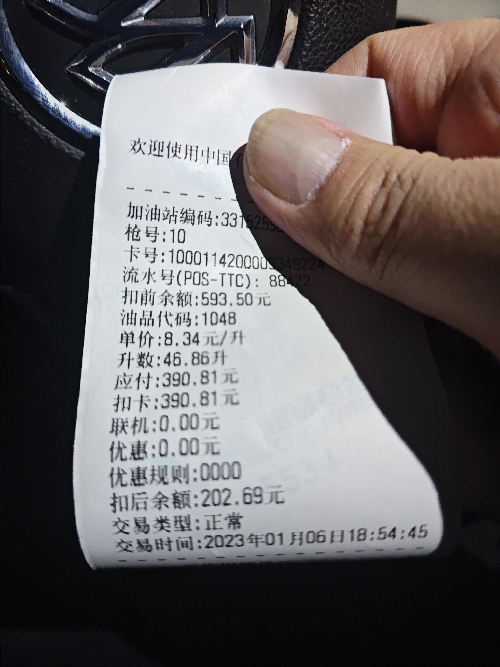 欢迎使用中国
加油站编码:3315259
枪号:10
卡号:1000114200009349224
流水号(POS-TTC): 88422
扣前余额:593.50元
油品代码:1048
单价:8.34元/升
升数:46.86升
应付:390.81元
扣卡:390.81元
联机:0.00元
优惠:0.00元
优惠规则:0000
扣后余额:202.69元
交易类型:正常
交易时间:2023年01月06日18:54:45